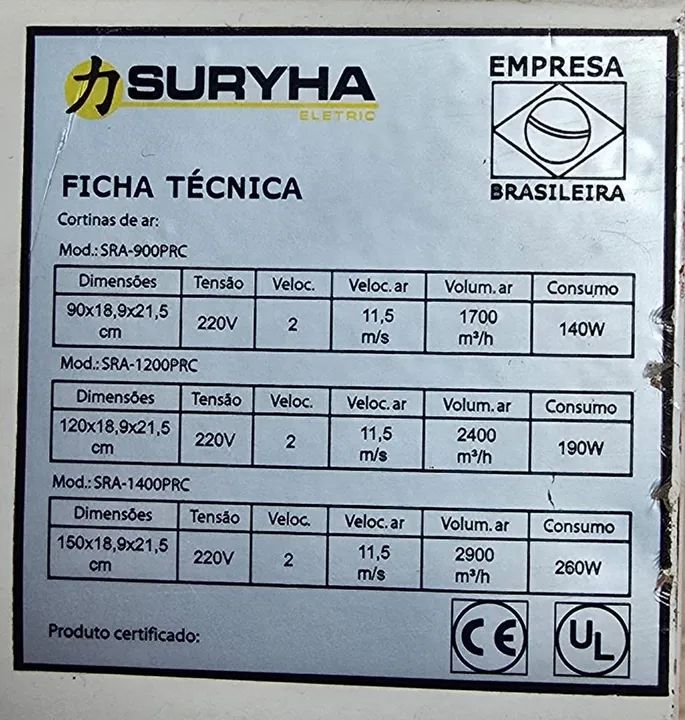 力 SURYHA
ELETRIC
EMPRESA
BRASILEIRA
FICHA TÉCNICA
Cortinas de ar:
Mod.: SRA-900PRC
Dimensões Tensão Veloc. Veloc. ar Volum. ar Consumo
90x18,9x21,5 cm 220V 2 11,5 m/s 1700 m³/h 140W
Mod.: SRA-1200PRC
Dimensões Tensão Veloc. Veloc. ar Volum. ar Consumo
120x18,9x21,5 cm 220V 2 11,5 m/s 2400 m³/h 190W
Mod.: SRA-1400PRC
Dimensões Tensão Veloc. Veloc. ar Volum. ar Consumo
150x18,9x21,5 cm 220V 2 11,5 m/s 2900 m³/h 260W
Produto certificado:
CE UL